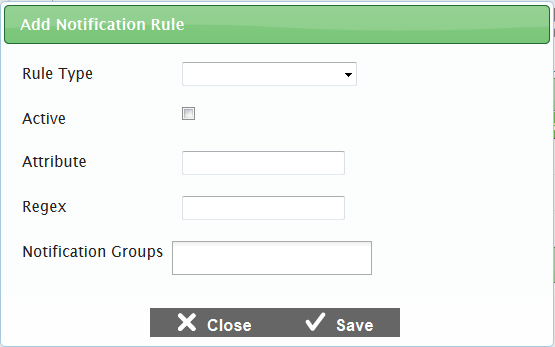 Add Notification Rule
Rule Type
Active
Attribute
Regex
Notification Groups
Close Save